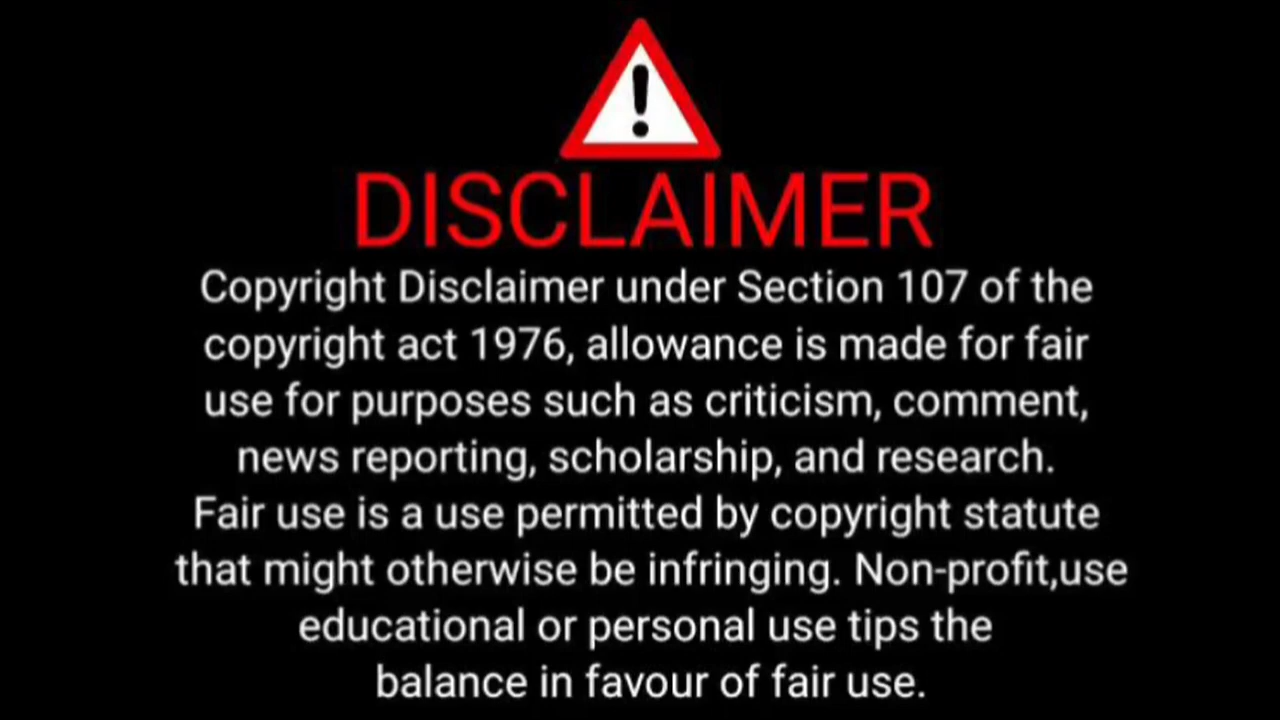 DISCLAIMER
Copyright Disclaimer under Section 107 of the
copyright act 1976, allowance is made for fair
use for purposes such as criticism, comment,
news reporting, scholarship, and research.
Fair use is a use permitted by copyright statute
that might otherwise be infringing. Non-profit,use
educational or personal use tips the
balance in favour of fair use.